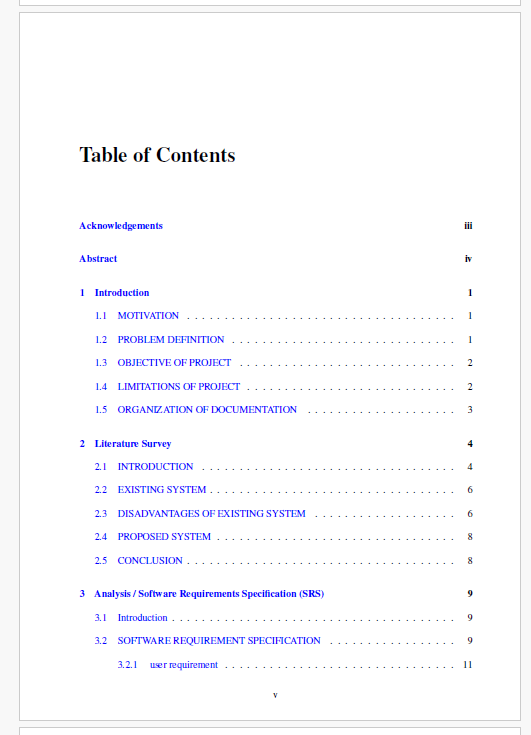 Table of Contents
Acknowledgements iii
Abstract iv
1 Introduction 1
1.1 MOTIVATION . . . . . . . . . . . . . . . . . . . . . . . . . . . . . . . . . . . . 1
1.2 PROBLEM DEFINITION . . . . . . . . . . . . . . . . . . . . . . . . . . . . . . 1
1.3 OBJECTIVE OF PROJECT . . . . . . . . . . . . . . . . . . . . . . . . . . . . . 2
1.4 LIMITATIONS OF PROJECT . . . . . . . . . . . . . . . . . . . . . . . . . . . . 2
1.5 ORGANIZATION OF DOCUMENTATION . . . . . . . . . . . . . . . . . . . . 3
2 Literature Survey 4
2.1 INTRODUCTION . . . . . . . . . . . . . . . . . . . . . . . . . . . . . . . . . . 4
2.2 EXISTING SYSTEM . . . . . . . . . . . . . . . . . . . . . . . . . . . . . . . . . 6
2.3 DISADVANTAGES OF EXISTING SYSTEM . . . . . . . . . . . . . . . . . . . 6
2.4 PROPOSED SYSTEM . . . . . . . . . . . . . . . . . . . . . . . . . . . . . . . . 8
2.5 CONCLUSION . . . . . . . . . . . . . . . . . . . . . . . . . . . . . . . . . . . . 8
3 Analysis / Software Requirements Specification (SRS) 9
3.1 Introduction . . . . . . . . . . . . . . . . . . . . . . . . . . . . . . . . . . . . . . 9
3.2 SOFTWARE REQUIREMENT SPECIFICATION . . . . . . . . . . . . . . . . . 9
3.2.1 user requirement . . . . . . . . . . . . . . . . . . . . . . . . . . . . . . . 11
v